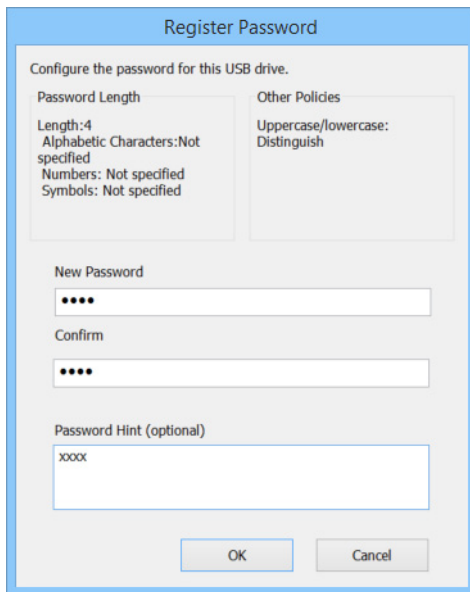 Register Password
Configure the password for this USB drive.
Password Length
Length:4
Alphabetic Characters:Not
specified
Numbers: Not specified
Symbols: Not specified
Other Policies
Uppercase/lowercase:
Distinguish
New Password
••••
Confirm
••••
Password Hint (optional)
xxxx
OK
Cancel